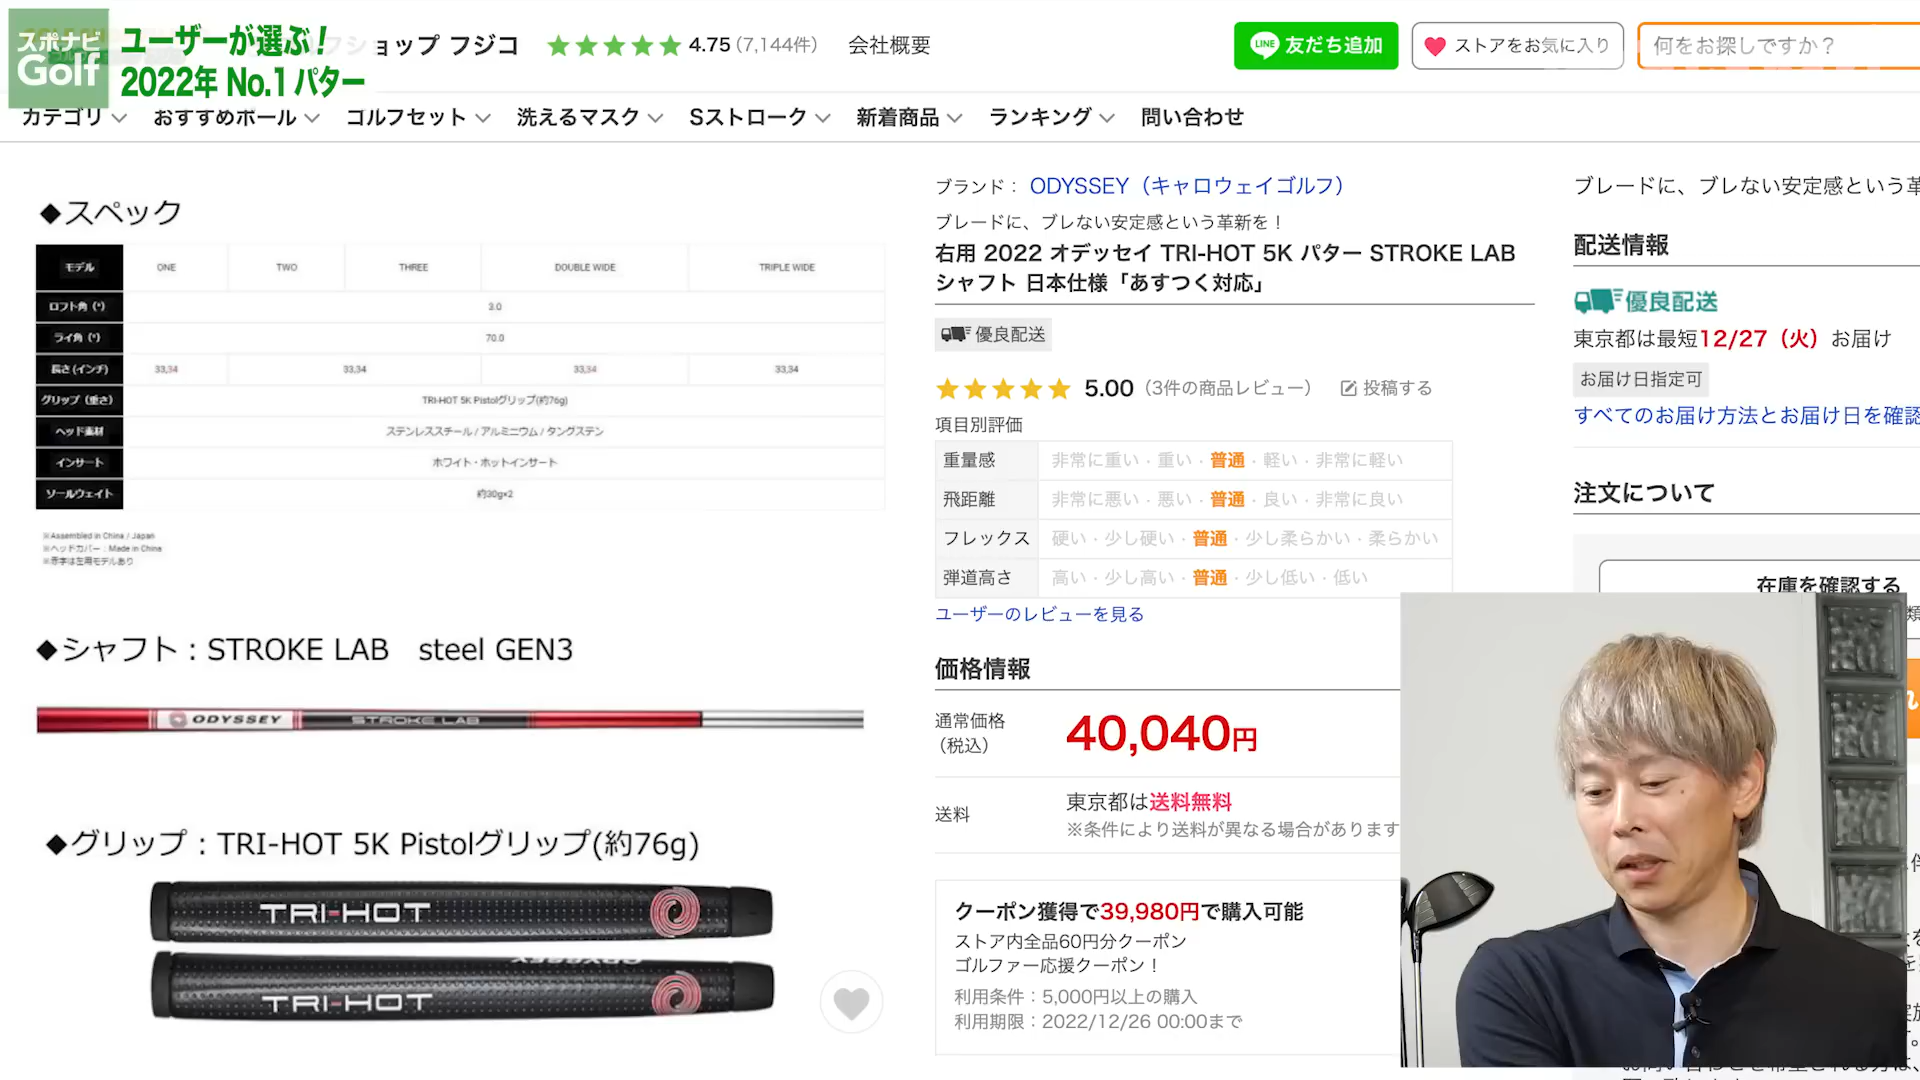 スポナビ
Golf
ユーザーが選ぶ!
2022年 No.1 パター
ショップ フジコ
4.75 (7,144件)
会社概要
LINE 友だち追加
ストアをお気に入り
何をお探しですか?
カテゴリ
おすすめボール
ゴルフセット
洗えるマスク
Sストローク
新着商品
ランキング
問い合わせ
◆スペック
モデル ONE TWO THREE DOUBLE WIDE TRIPLE WIDE
ロフト角 (°) 3.0
ライ角 (°) 70.0
長さ (インチ) 33,34 33,34 33,34 33,34
グリップ (重さ) TRI-HOT 5K Pistolグリップ(約76g)
ヘッド素材 ステンレススチール / アルミニウム / タングステン
インサート ホワイト・ホットインサート
ソールウェイト 約30g×2
※Assembled in China / Japan
※ヘッドカバー:Made in China
※赤字は左用モデルあり
◆シャフト:STROKE LAB steel GEN3
ODYSSEY STROKE LAB
◆グリップ:TRI-HOT 5K Pistolグリップ(約76g)
TRI-HOT
ODYSSEY
TRI-HOT
ブランド: ODYSSEY(キャロウェイゴルフ)
ブレードに、ブレない安定感という革新を!
右用 2022 オデッセイ TRI-HOT 5K パター STROKE LAB
シャフト 日本仕様「あすつく対応」
優良配送
5.00 (3件の商品レビュー) 投稿する
項目別評価
重量感 非常に重い・重い・普通・軽い・非常に軽い
飛距離 非常に悪い・悪い・普通・良い・非常に良い
フレックス 硬い・少し硬い・普通・少し柔らかい・柔らかい
弾道高さ 高い・少し高い・普通・少し低い・低い
ユーザーのレビューを見る
価格情報
通常価格
(税込)
40,040円
送料
東京都は送料無料
※条件により送料が異なる場合があります
クーポン獲得で39,980円で購入可能
ストア内全品60円分クーポン
ゴルファー応援クーポン!
利用条件:5,000円以上の購入
利用期限:2022/12/26 00:00まで
ブレードに、ブレない安定感という革
配送情報
優良配送
東京都は最短12/27(火)お届け
お届け日指定可
すべてのお届け方法とお届け日を確認
注文について
在庫を確認する